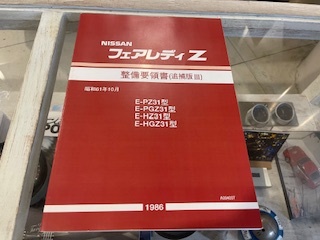 NISSAN
フェアレディZ
整備要領書(追補版Ⅲ)
昭和61年10月
E-PZ31型
E-PGZ31型
E-HZ31型
E-HGZ31型
1986